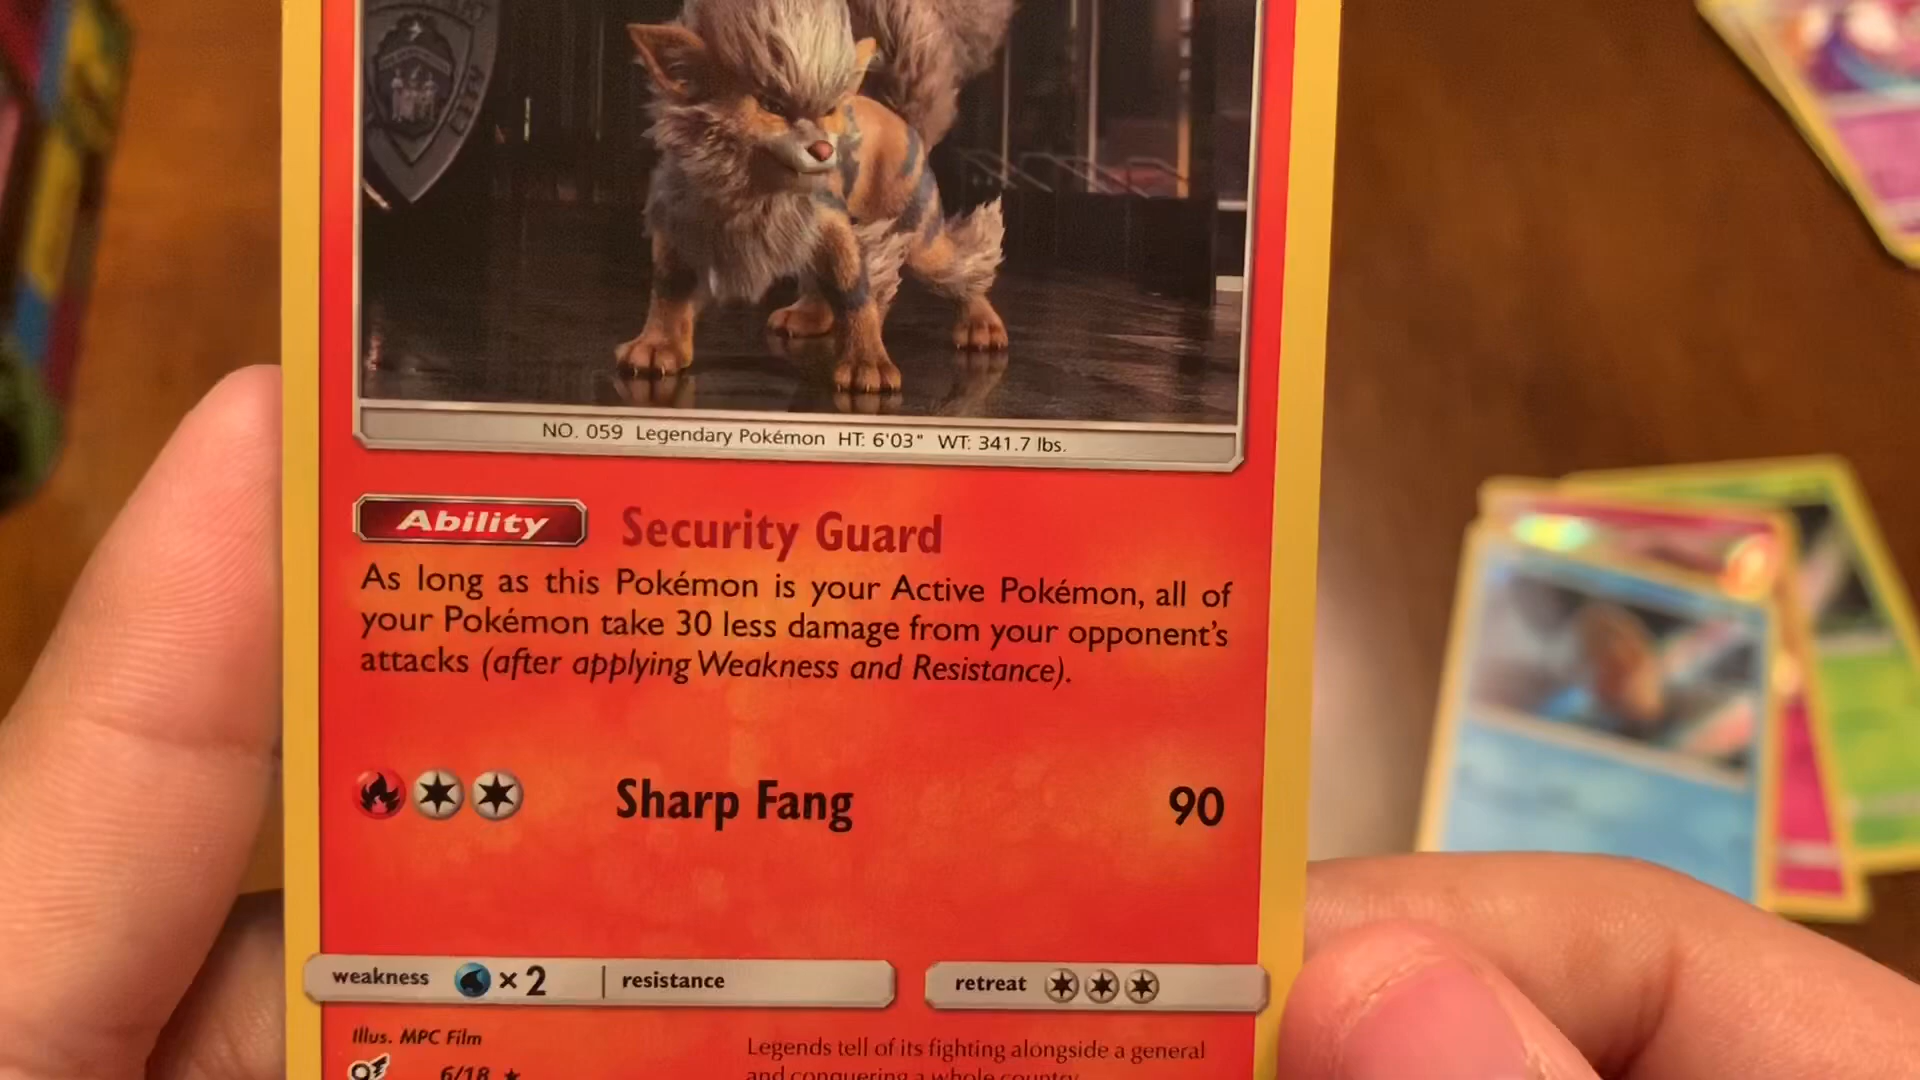 NO. 059 Legendary Pokémon HT: 6'03" WT: 341.7 lbs.
Ability Security Guard
As long as this Pokémon is your Active Pokémon, all of
your Pokémon take 30 less damage from your opponent's
attacks (after applying Weakness and Resistance).
Sharp Fang 90
weakness ×2 resistance retreat
Illus. MPC Film
6/18 ★
Legends tell of its fighting alongside a general
and conquering a whole country.